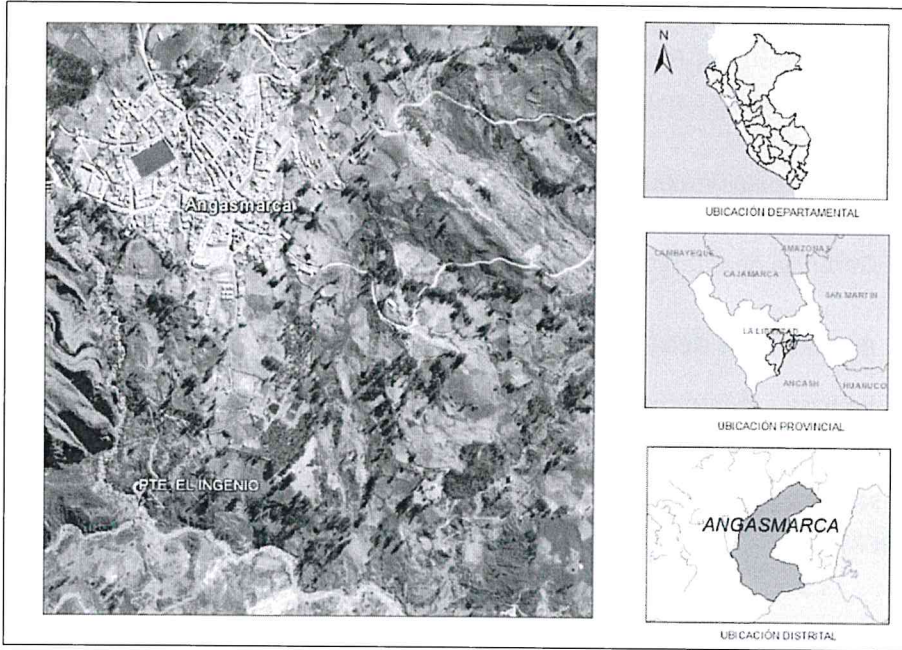 Angasmarca
PTE. EL INGENIO
N
UBICACIÓN DEPARTAMENTAL
LAMBAYEQUE
AMAZONAS
CAJAMARCA
SAN MARTIN
LA LIBERTAD
ANCASH
HUANUCO
UBICACIÓN PROVINCIAL
ANGASMARCA
UBICACIÓN DISTRITAL